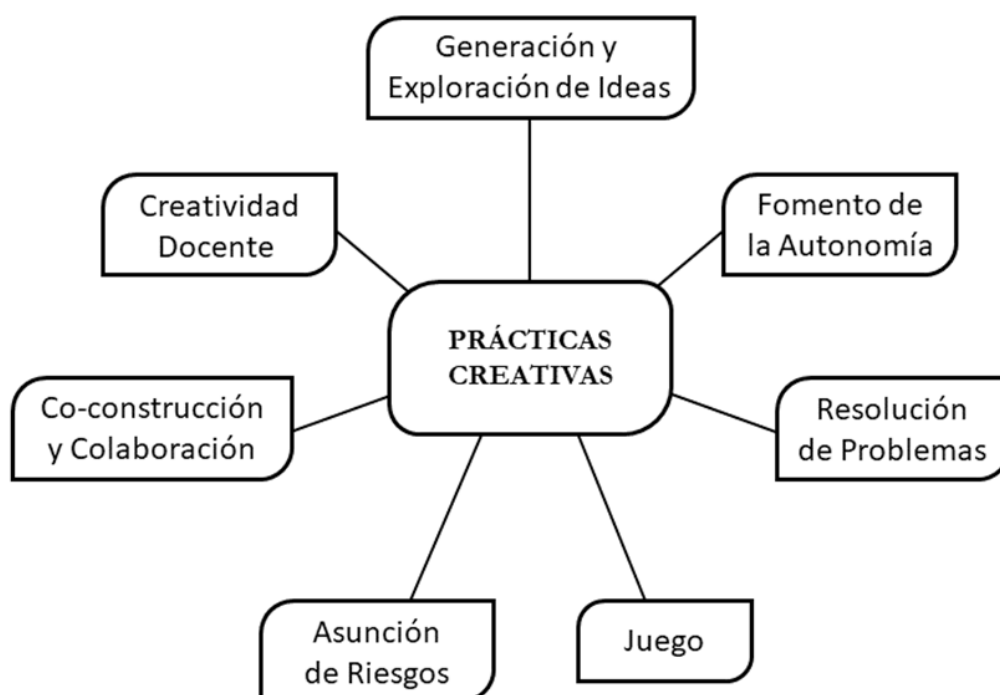 Generación y
Exploración de Ideas
Creatividad
Docente
Fomento de
la Autonomía
PRÁCTICAS
CREATIVAS
Co-construcción
y Colaboración
Resolución
de Problemas
Asunción
de Riesgos
Juego